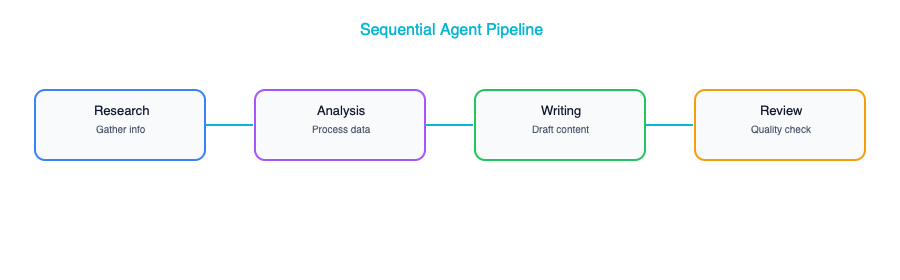 Sequential Agent Pipeline
Research
Gather info
Analysis
Process data
Writing
Draft content
Review
Quality check